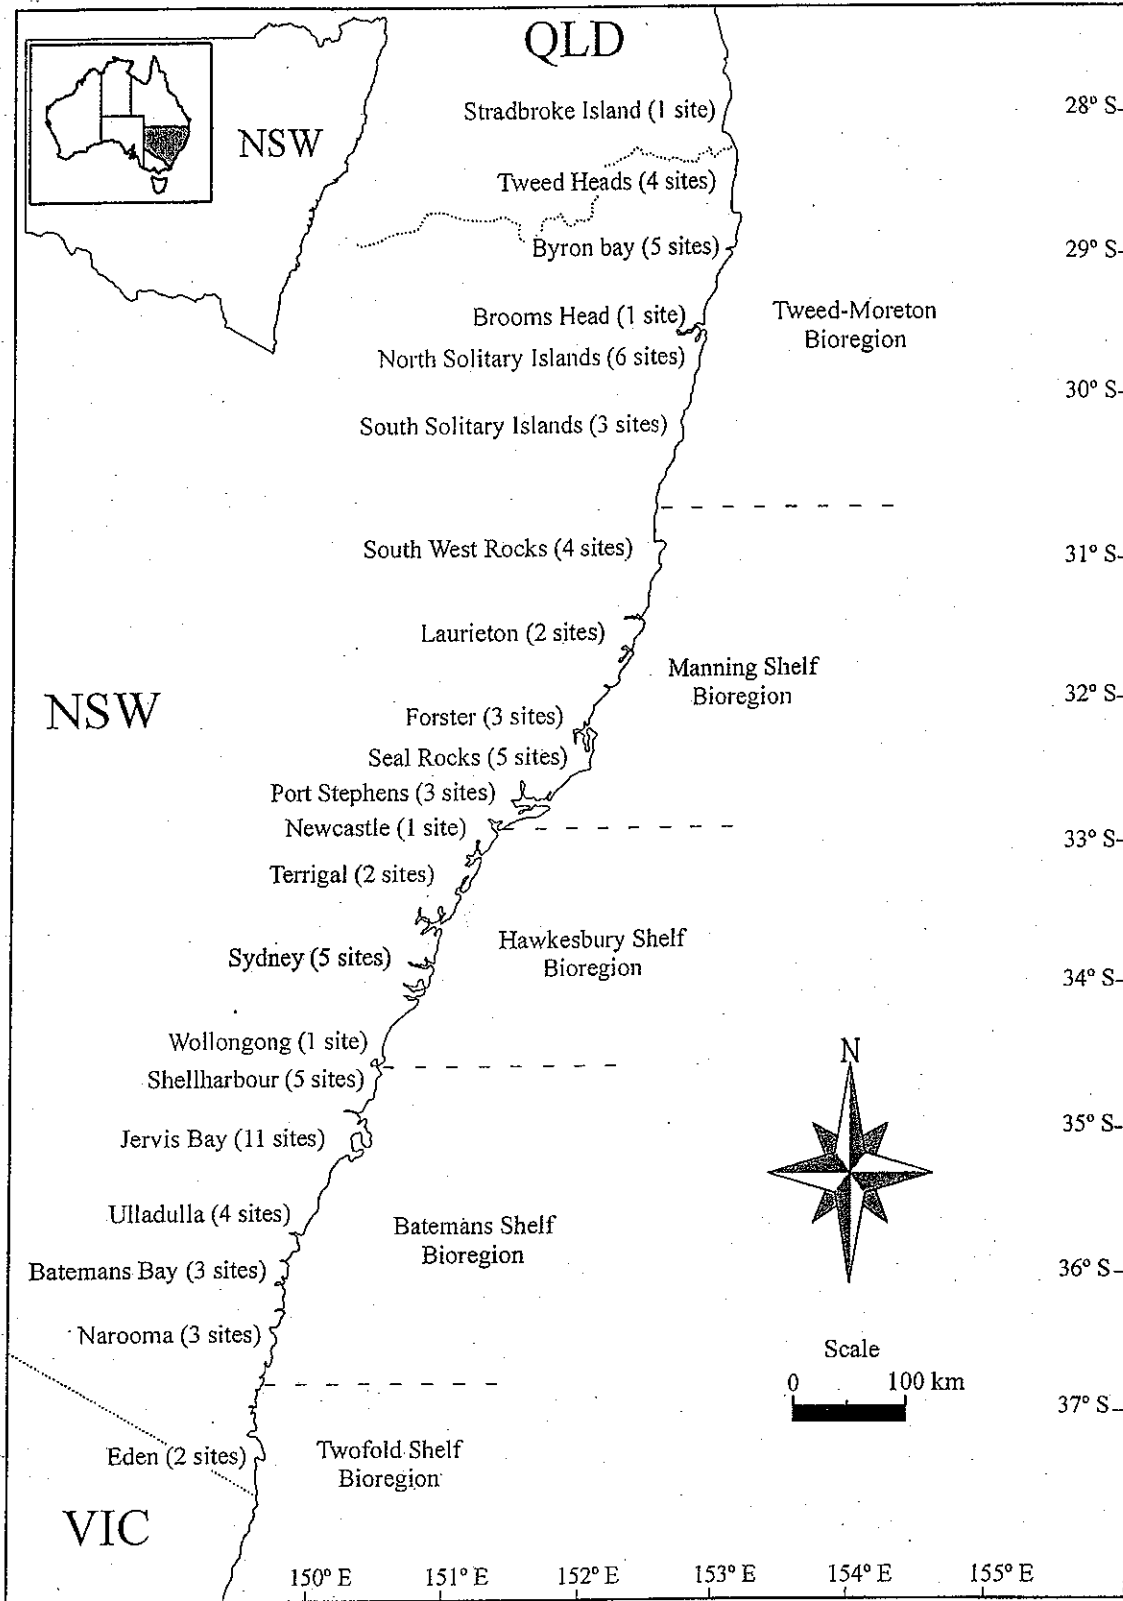 QLD
NSW
Stradbroke Island (1 site)
28° S
Tweed Heads (4 sites)
Byron bay (5 sites)
29° S
Brooms Head (1 site)
Tweed-Moreton
Bioregion
North Solitary Islands (6 sites)
30° S
South Solitary Islands (3 sites)
South West Rocks (4 sites)
31° S
Laurieton (2 sites)
Manning Shelf
Bioregion
32° S
NSW
Forster (3 sites)
Seal Rocks (5 sites)
Port Stephens (3 sites)
Newcastle (1 site)
33° S
Terrigal (2 sites)
Hawkesbury Shelf
Bioregion
Sydney (5 sites)
34° S
Wollongong (1 site)
N
Shellharbour (5 sites)
35° S
Jervis Bay (11 sites)
Ulladulla (4 sites)
Batemans Shelf
Bioregion
Batemans Bay (3 sites)
36° S
Narooma (3 sites)
Scale
0 100 km
37° S
Eden (2 sites)
Twofold Shelf
Bioregion
VIC
150° E 151° E 152° E 153° E 154° E 155° E